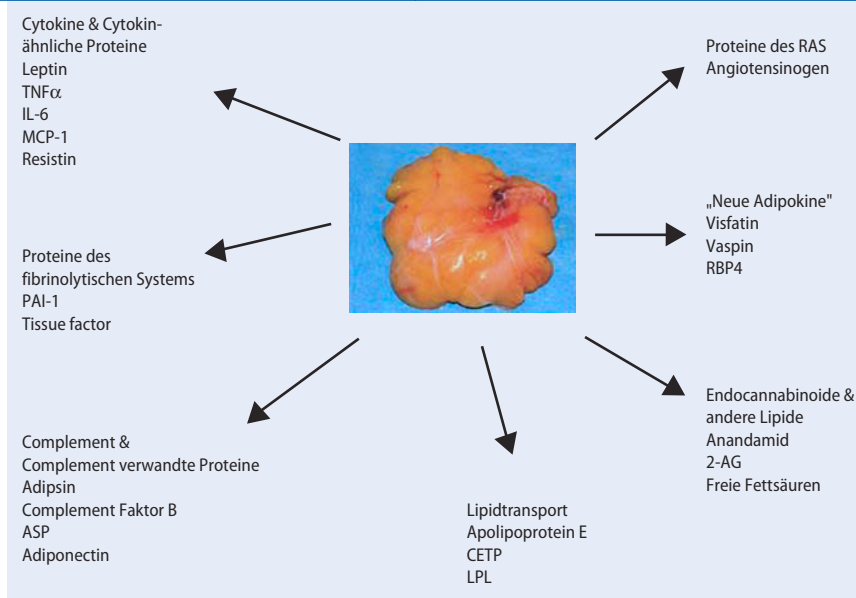 Cytokine & Cytokin-
ähnliche Proteine
Leptin
TNFα
IL-6
MCP-1
Resistin
Proteine des RAS
Angiotensinogen
„Neue Adipokine"
Visfatin
Vaspin
RBP4
Proteine des
fibrinolytischen Systems
PAI-1
Tissue factor
Endocannabinoide &
andere Lipide
Anandamid
2-AG
Freie Fettsäuren
Complement &
Complement verwandte Proteine
Adipsin
Complement Faktor B
ASP
Adiponectin
Lipidtransport
Apolipoprotein E
CETP
LPL